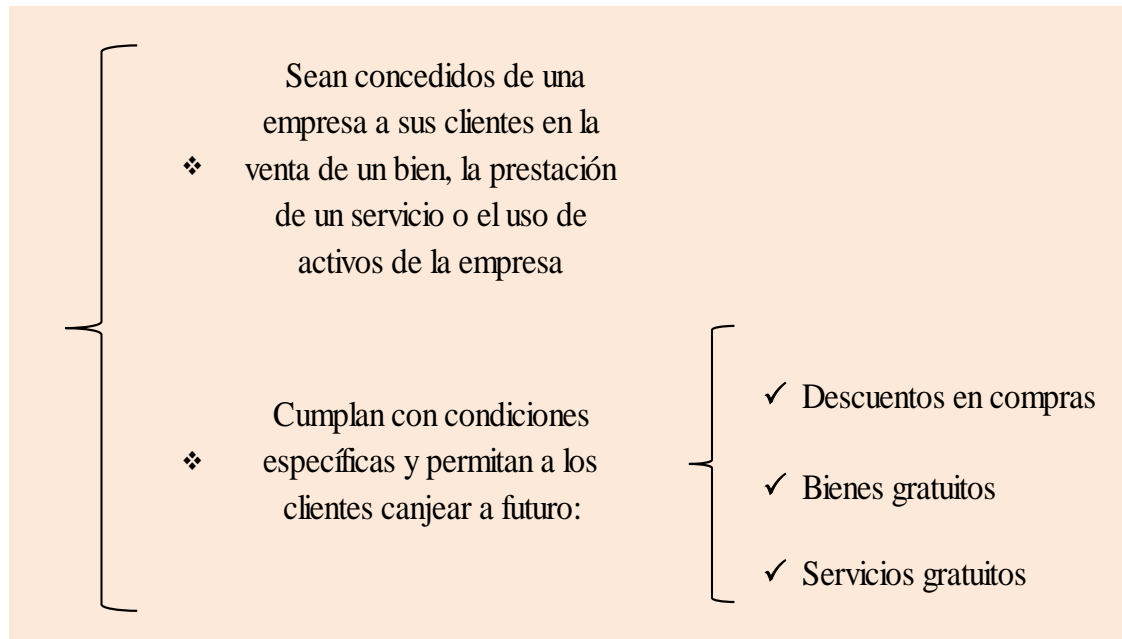 Sean concedidos de una
empresa a sus clientes en la
❖ venta de un bien, la prestación
de un servicio o el uso de
activos de la empresa
Cumplan con condiciones
❖ específicas y permitan a los
clientes canjear a futuro:
✓ Descuentos en compras
✓ Bienes gratuitos
✓ Servicios gratuitos